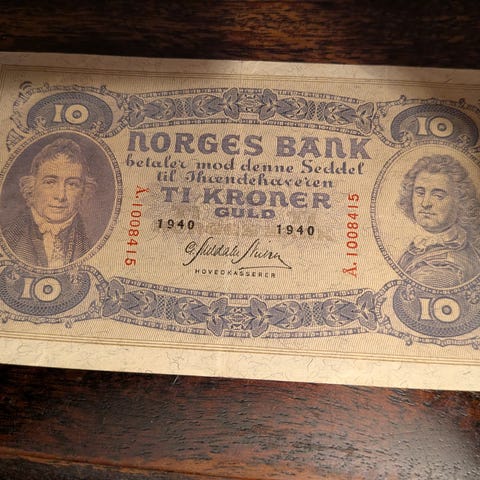 10 10
NORGES BANK
betaler mod denne Seddel
til Ihændehaveren
TI KRONER
GULD
1940 1940
HOVEDKASSERER
Å.1008415
Å.1008415
10 10